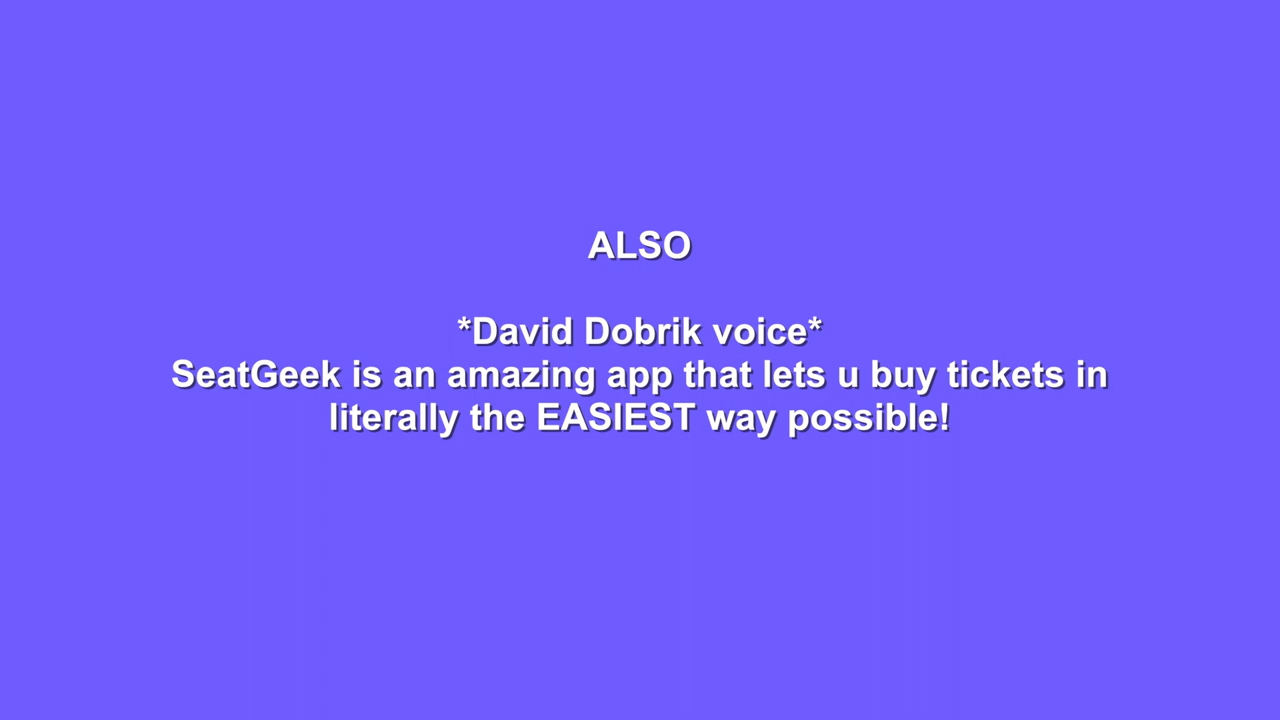 ALSO
*David Dobrik voice*
SeatGeek is an amazing app that lets u buy tickets in
literally the EASIEST way possible!